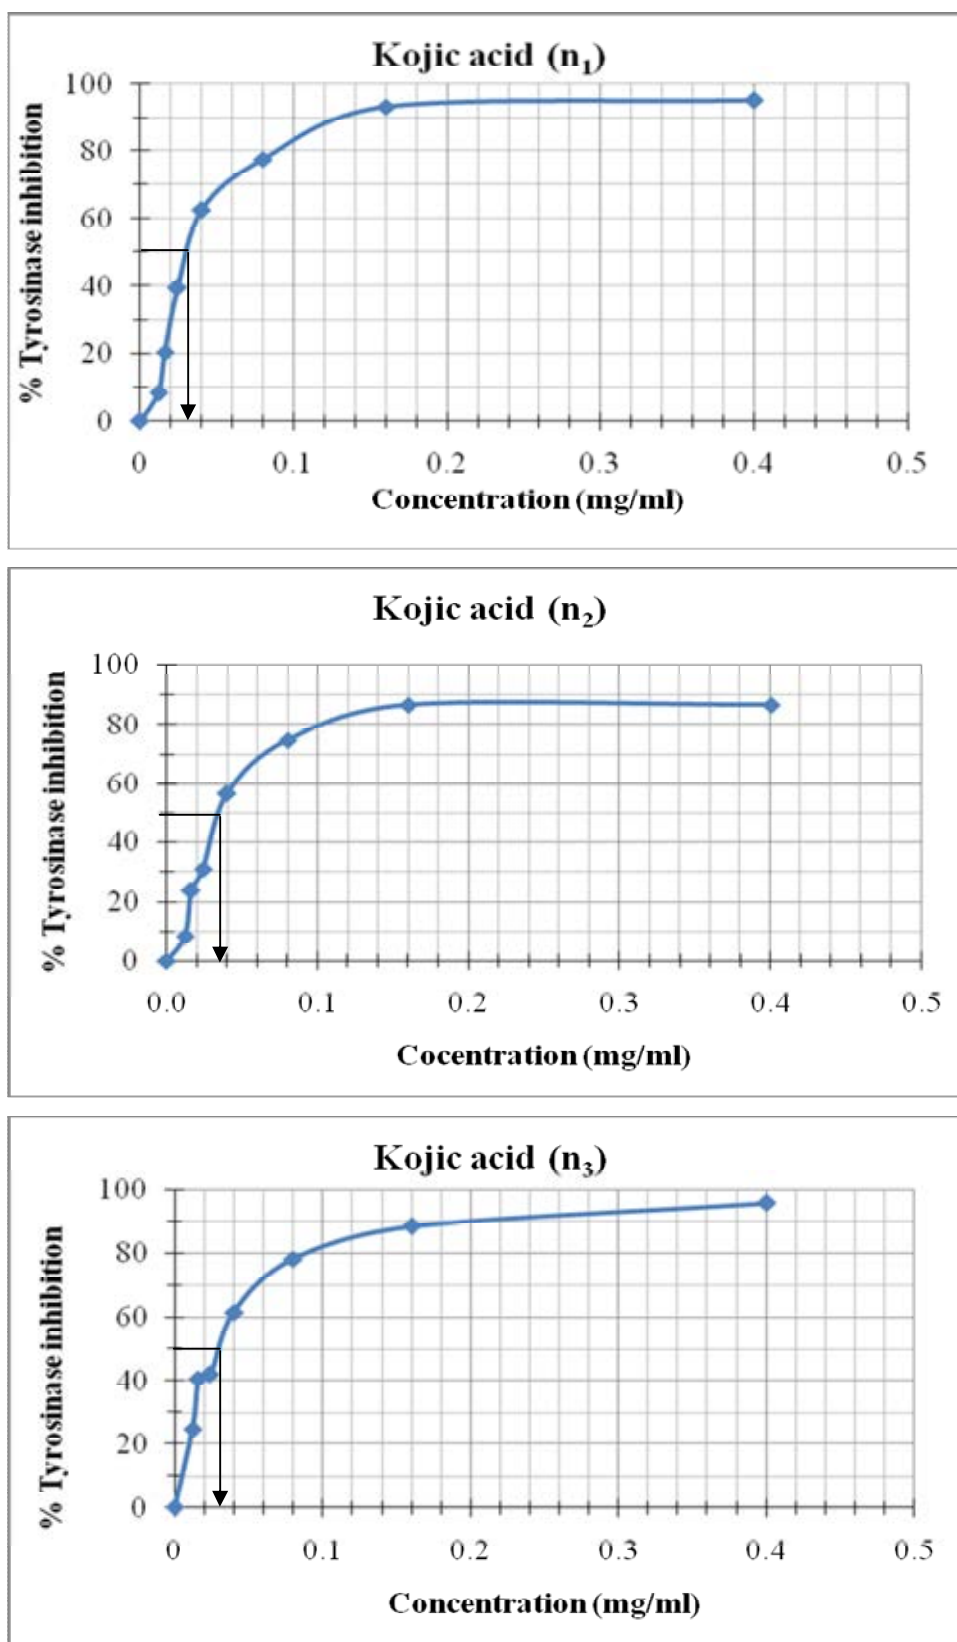 Kojic acid (n₁)
% Tyrosinase inhibition
100
80
60
40
20
0
0 0.1 0.2 0.3 0.4 0.5
Concentration (mg/ml)
Kojic acid (n₂)
% Tyrosinase inhibition
100
80
60
40
20
0
0.0 0.1 0.2 0.3 0.4 0.5
Cocentration (mg/ml)
Kojic acid (n₃)
% Tyrosinase inhibition
100
80
60
40
20
0
0 0.1 0.2 0.3 0.4 0.5
Concentration (mg/ml)